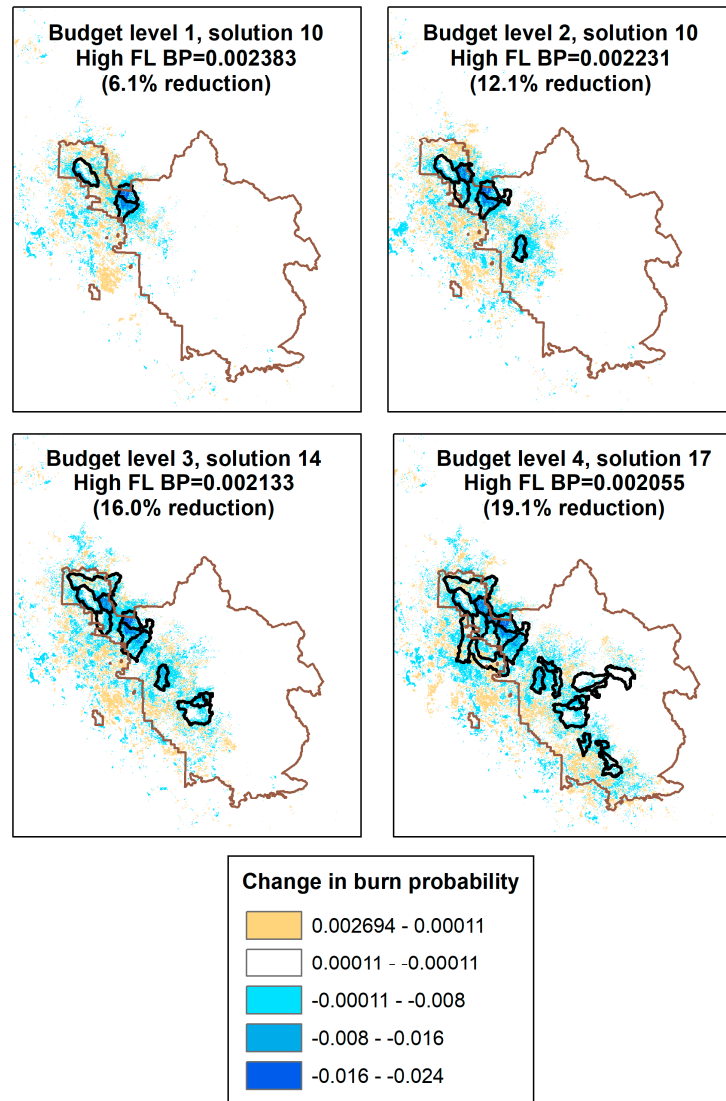 Budget level 1, solution 10
High FL BP=0.002383
(6.1% reduction)
Budget level 2, solution 10
High FL BP=0.002231
(12.1% reduction)
Budget level 3, solution 14
High FL BP=0.002133
(16.0% reduction)
Budget level 4, solution 17
High FL BP=0.002055
(19.1% reduction)
Change in burn probability
0.002694 - 0.00011
0.00011 - -0.00011
-0.00011 - -0.008
-0.008 - -0.016
-0.016 - -0.024